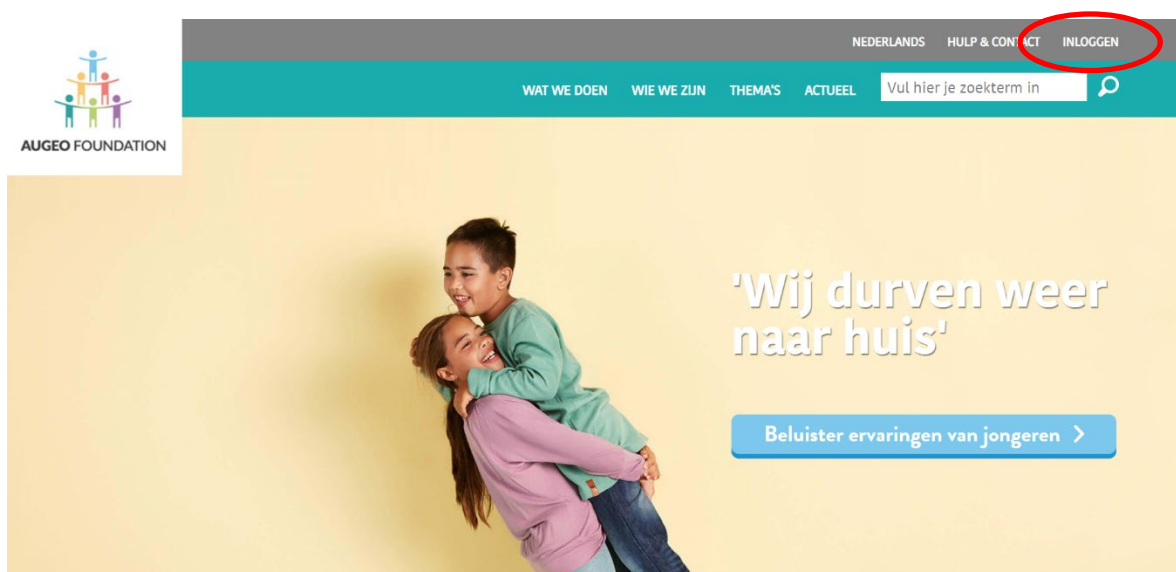 NEDERLANDS HULP & CONTACT INLOGGEN
WAT WE DOEN WIE WE ZIJN THEMA'S ACTUEEL Vul hier je zoekterm in
AUGEO FOUNDATION
'Wij durven weer
naar huis'
Beluister ervaringen van jongeren